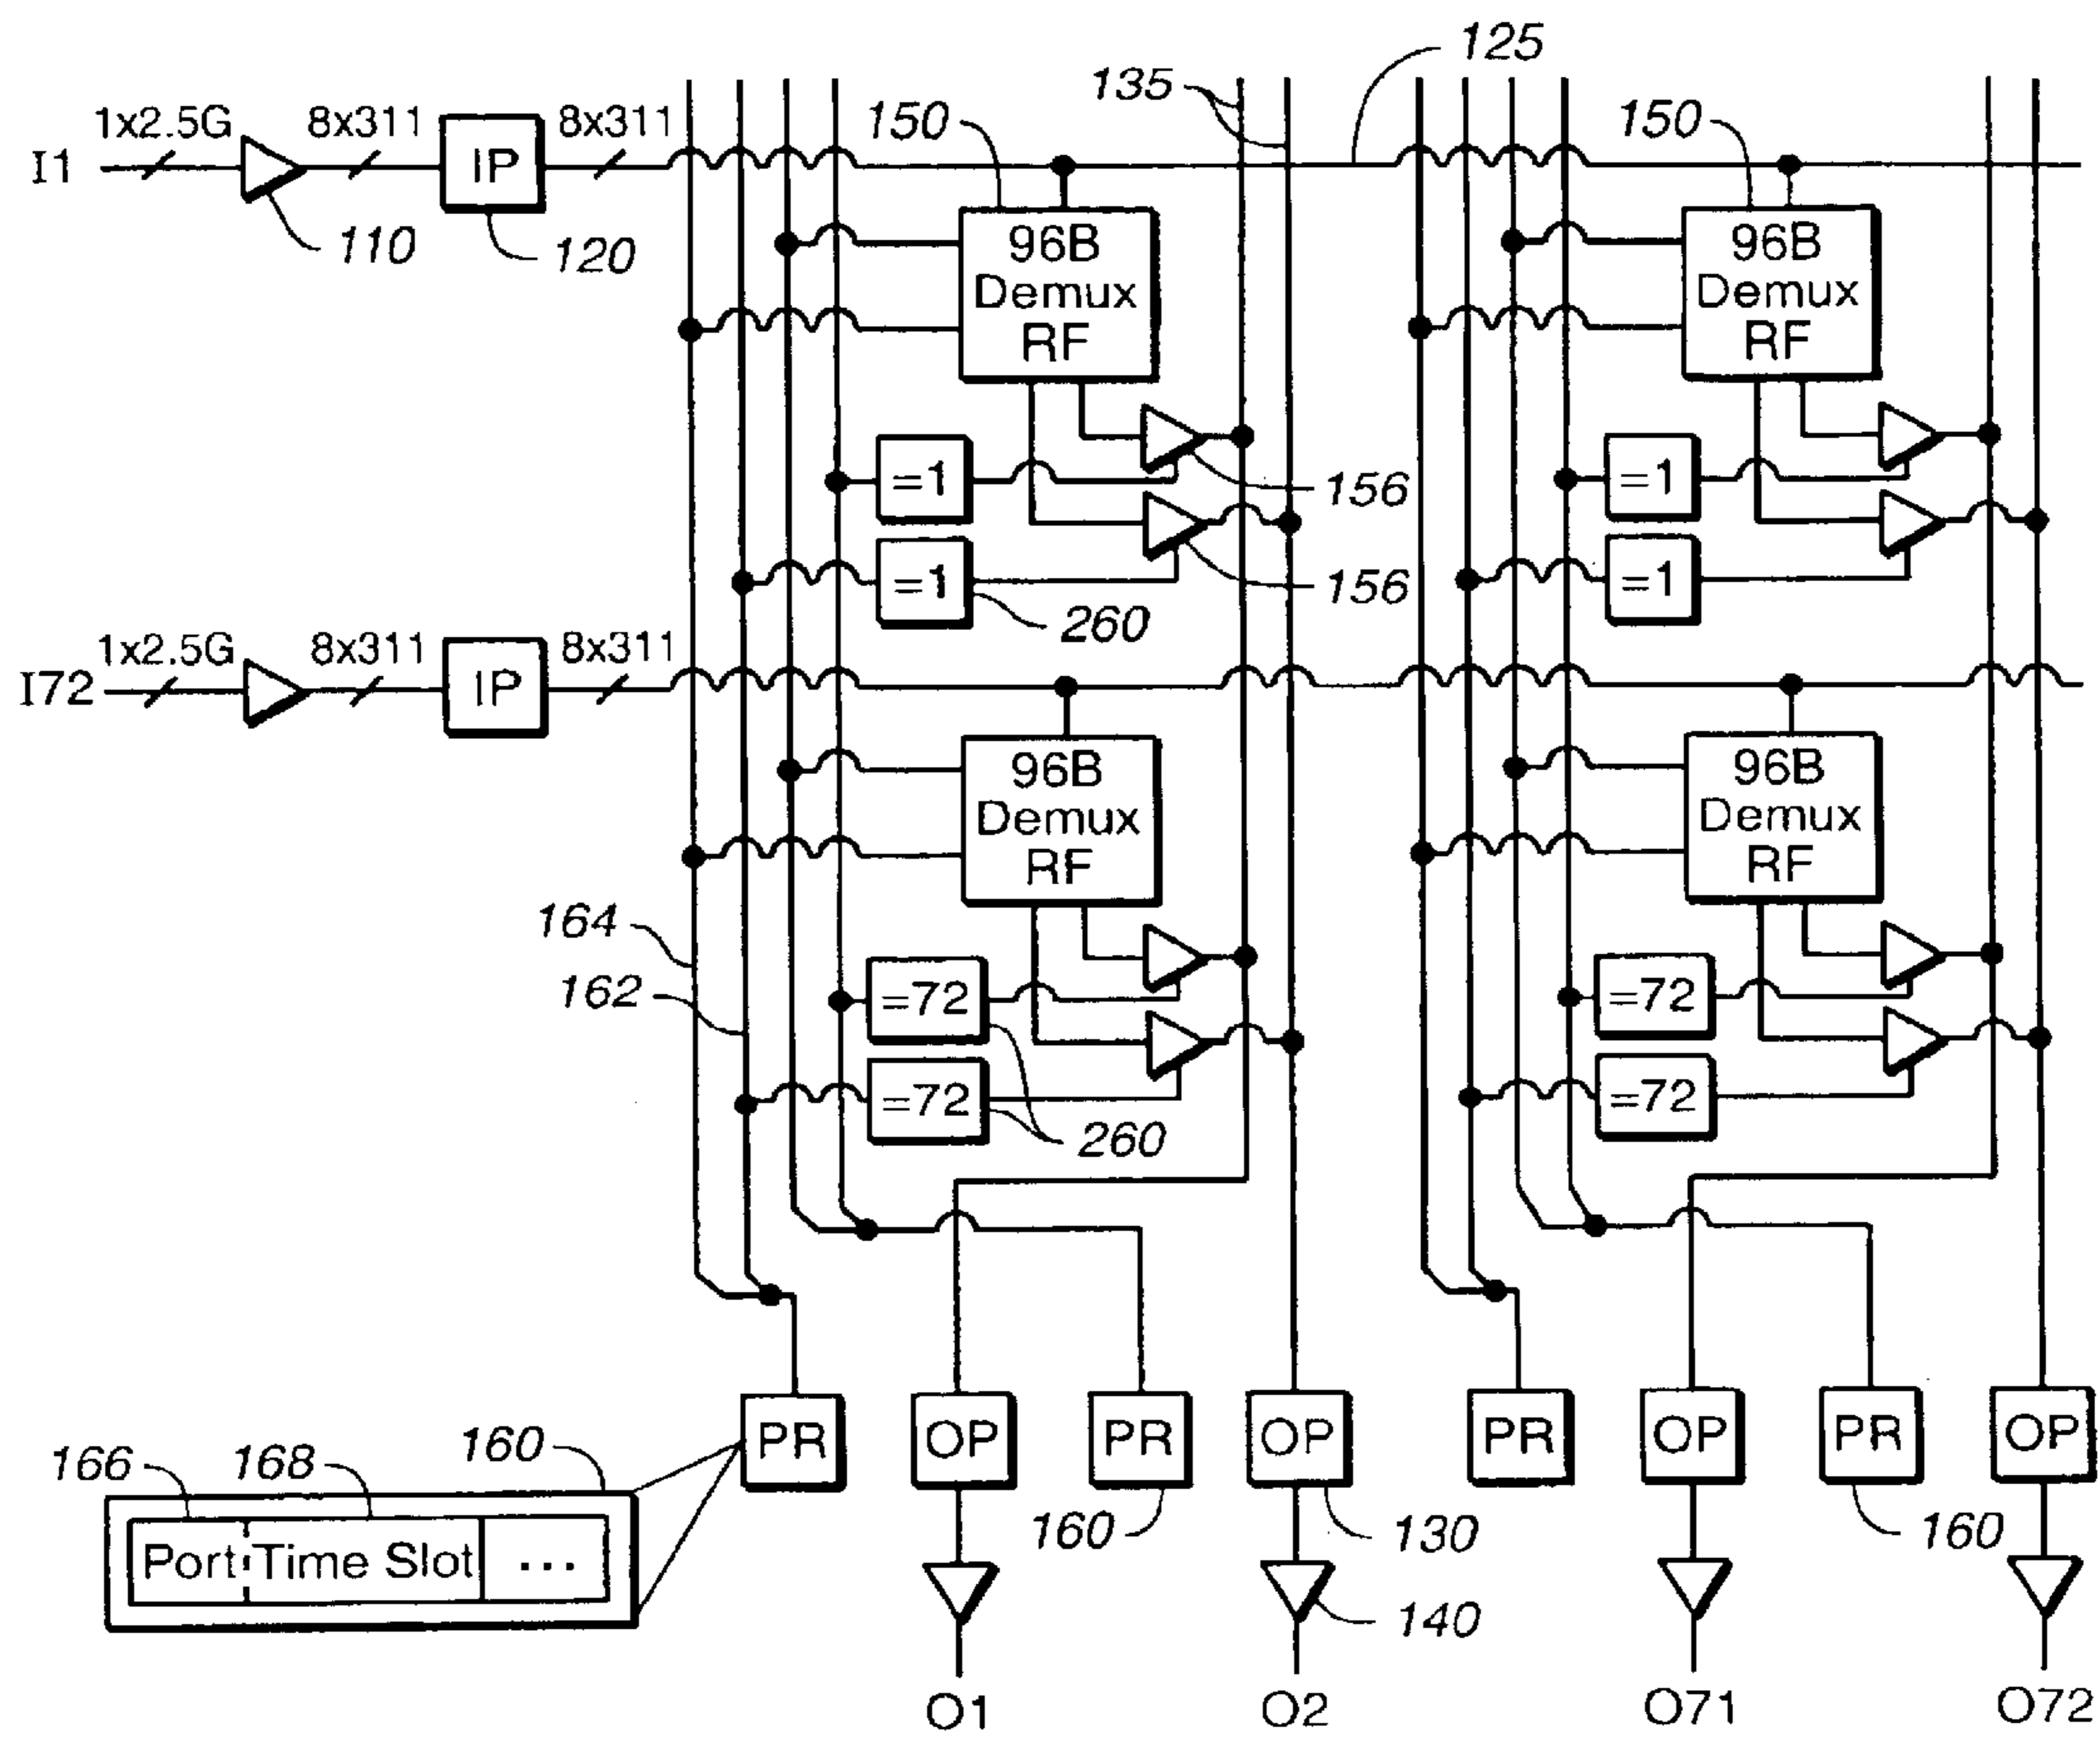 125
135
1x2.5G 8x311 8x311 150 150
I1 IP
110 120
96B
Demux
RF
96B
Demux
RF
=1 156 =1
=1 156 =1
260
1x2.5G 8x311 8x311
I72 IP
96B
Demux
RF
96B
Demux
RF
164
162 =72 =72
=72 =72
260
PR OP PR OP PR OP PR OP
166 168 160
160 130 160
Port Time Slot ...
140
O1 O2 O71 O72